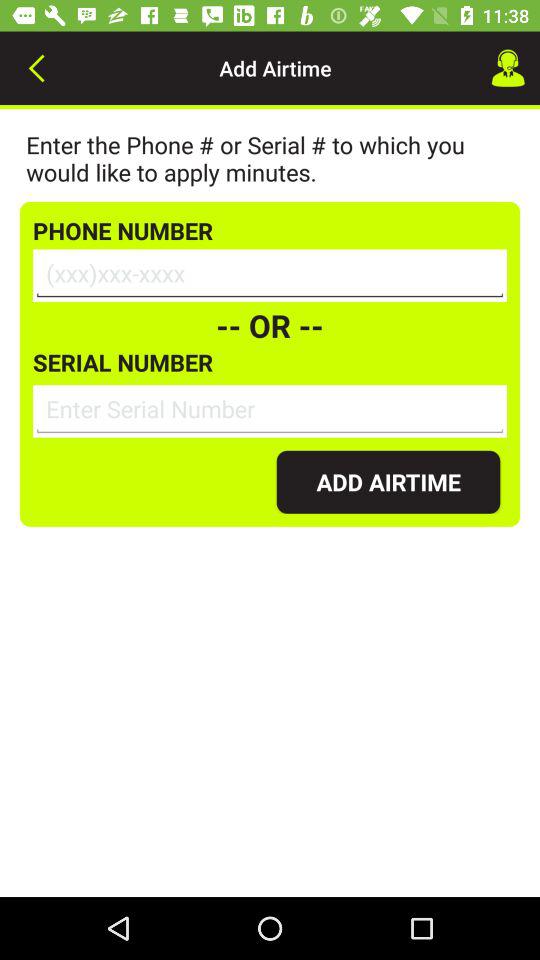 11:38
Add Airtime
Enter the Phone # or Serial # to which you
would like to apply minutes.
PHONE NUMBER
(xxx)xxx-xxxx
-- OR --
SERIAL NUMBER
Enter Serial Number
ADD AIRTIME